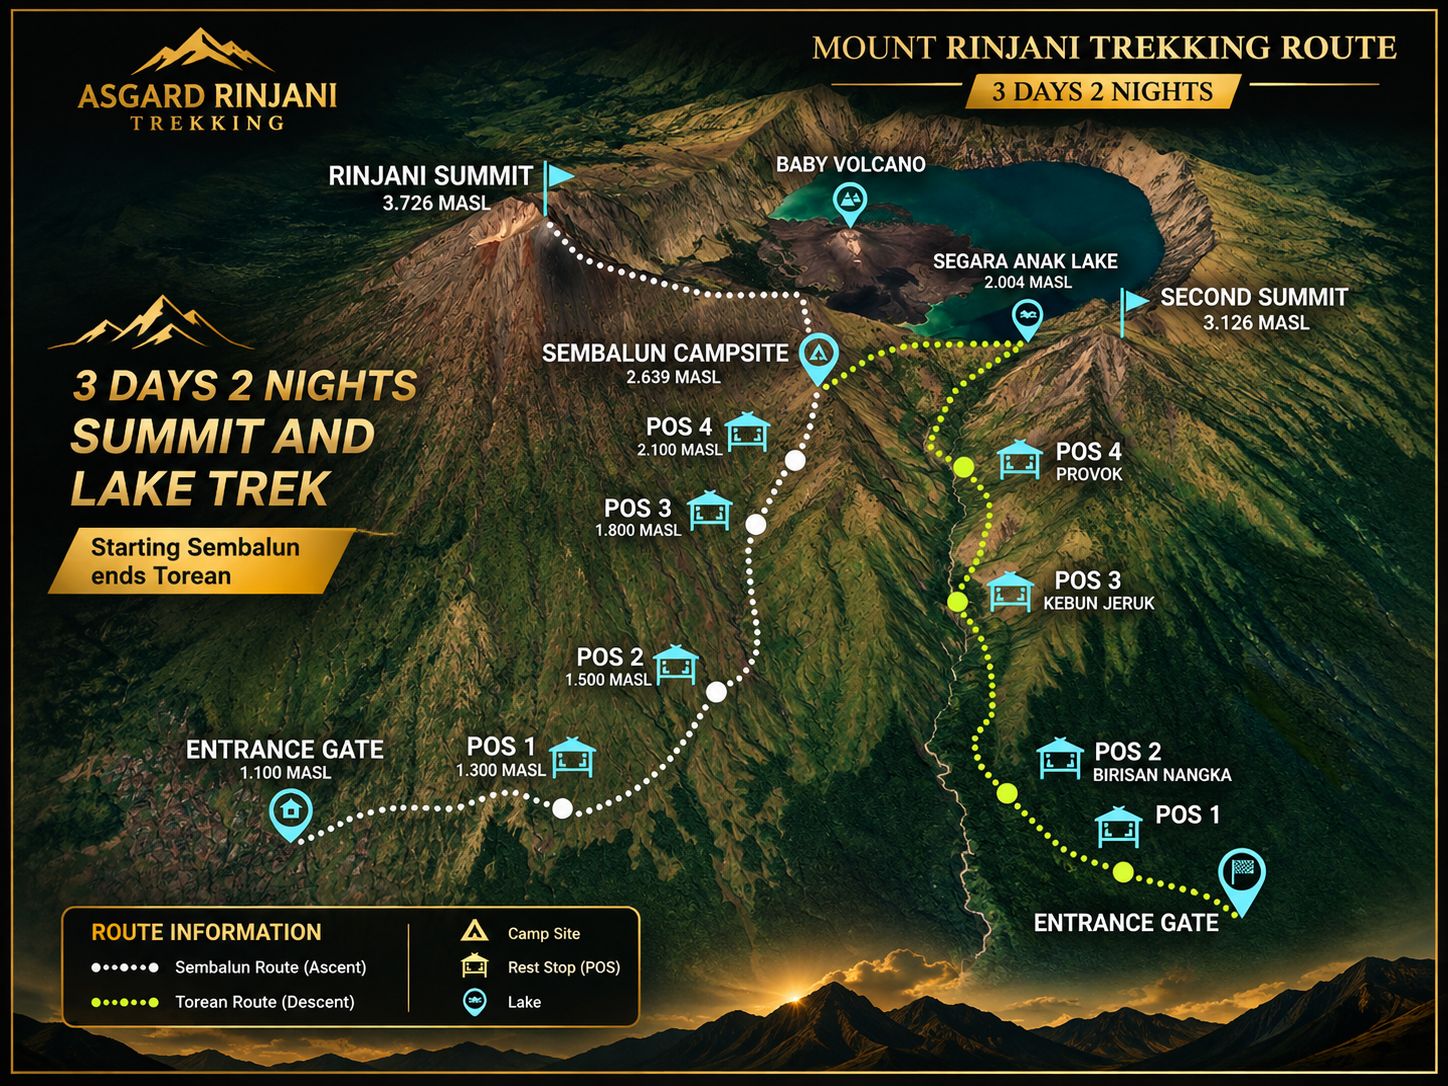 ASGARD RINJANI
TREKKING
MOUNT RINJANI TREKKING ROUTE
3 DAYS 2 NIGHTS
RINJANI SUMMIT
3.726 MASL
BABY VOLCANO
SEGARA ANAK LAKE
2.004 MASL
SECOND SUMMIT
3.126 MASL
SEMBALUN CAMPSITE
2.639 MASL
3 DAYS 2 NIGHTS
SUMMIT AND
LAKE TREK
Starting Sembalun
ends Torean
POS 4
2.100 MASL
POS 3
1.800 MASL
POS 2
1.500 MASL
POS 1
1.300 MASL
ENTRANCE GATE
1.100 MASL
POS 4
PROVOK
POS 3
KEBUN JERUK
POS 2
BIRISAN NANGKA
POS 1
ENTRANCE GATE
ROUTE INFORMATION
Sembalun Route (Ascent)
Torean Route (Descent)
Camp Site
Rest Stop (POS)
Lake